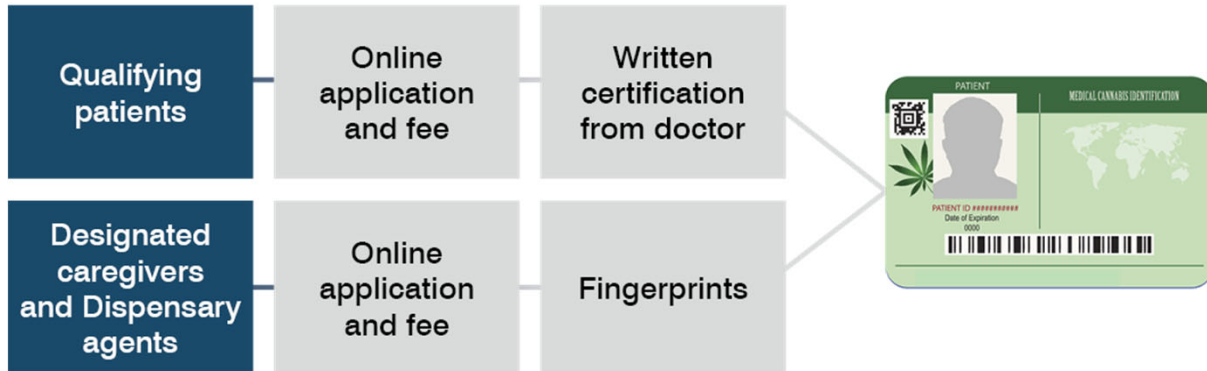 Qualifying
patients
Online
application
and fee
Written
certification
from doctor
Designated
caregivers
and Dispensary
agents
Online
application
and fee
Fingerprints
PATIENT
MEDICAL CANNABIS IDENTIFICATION
PATIENT ID ###########
Date of Expiration
0000